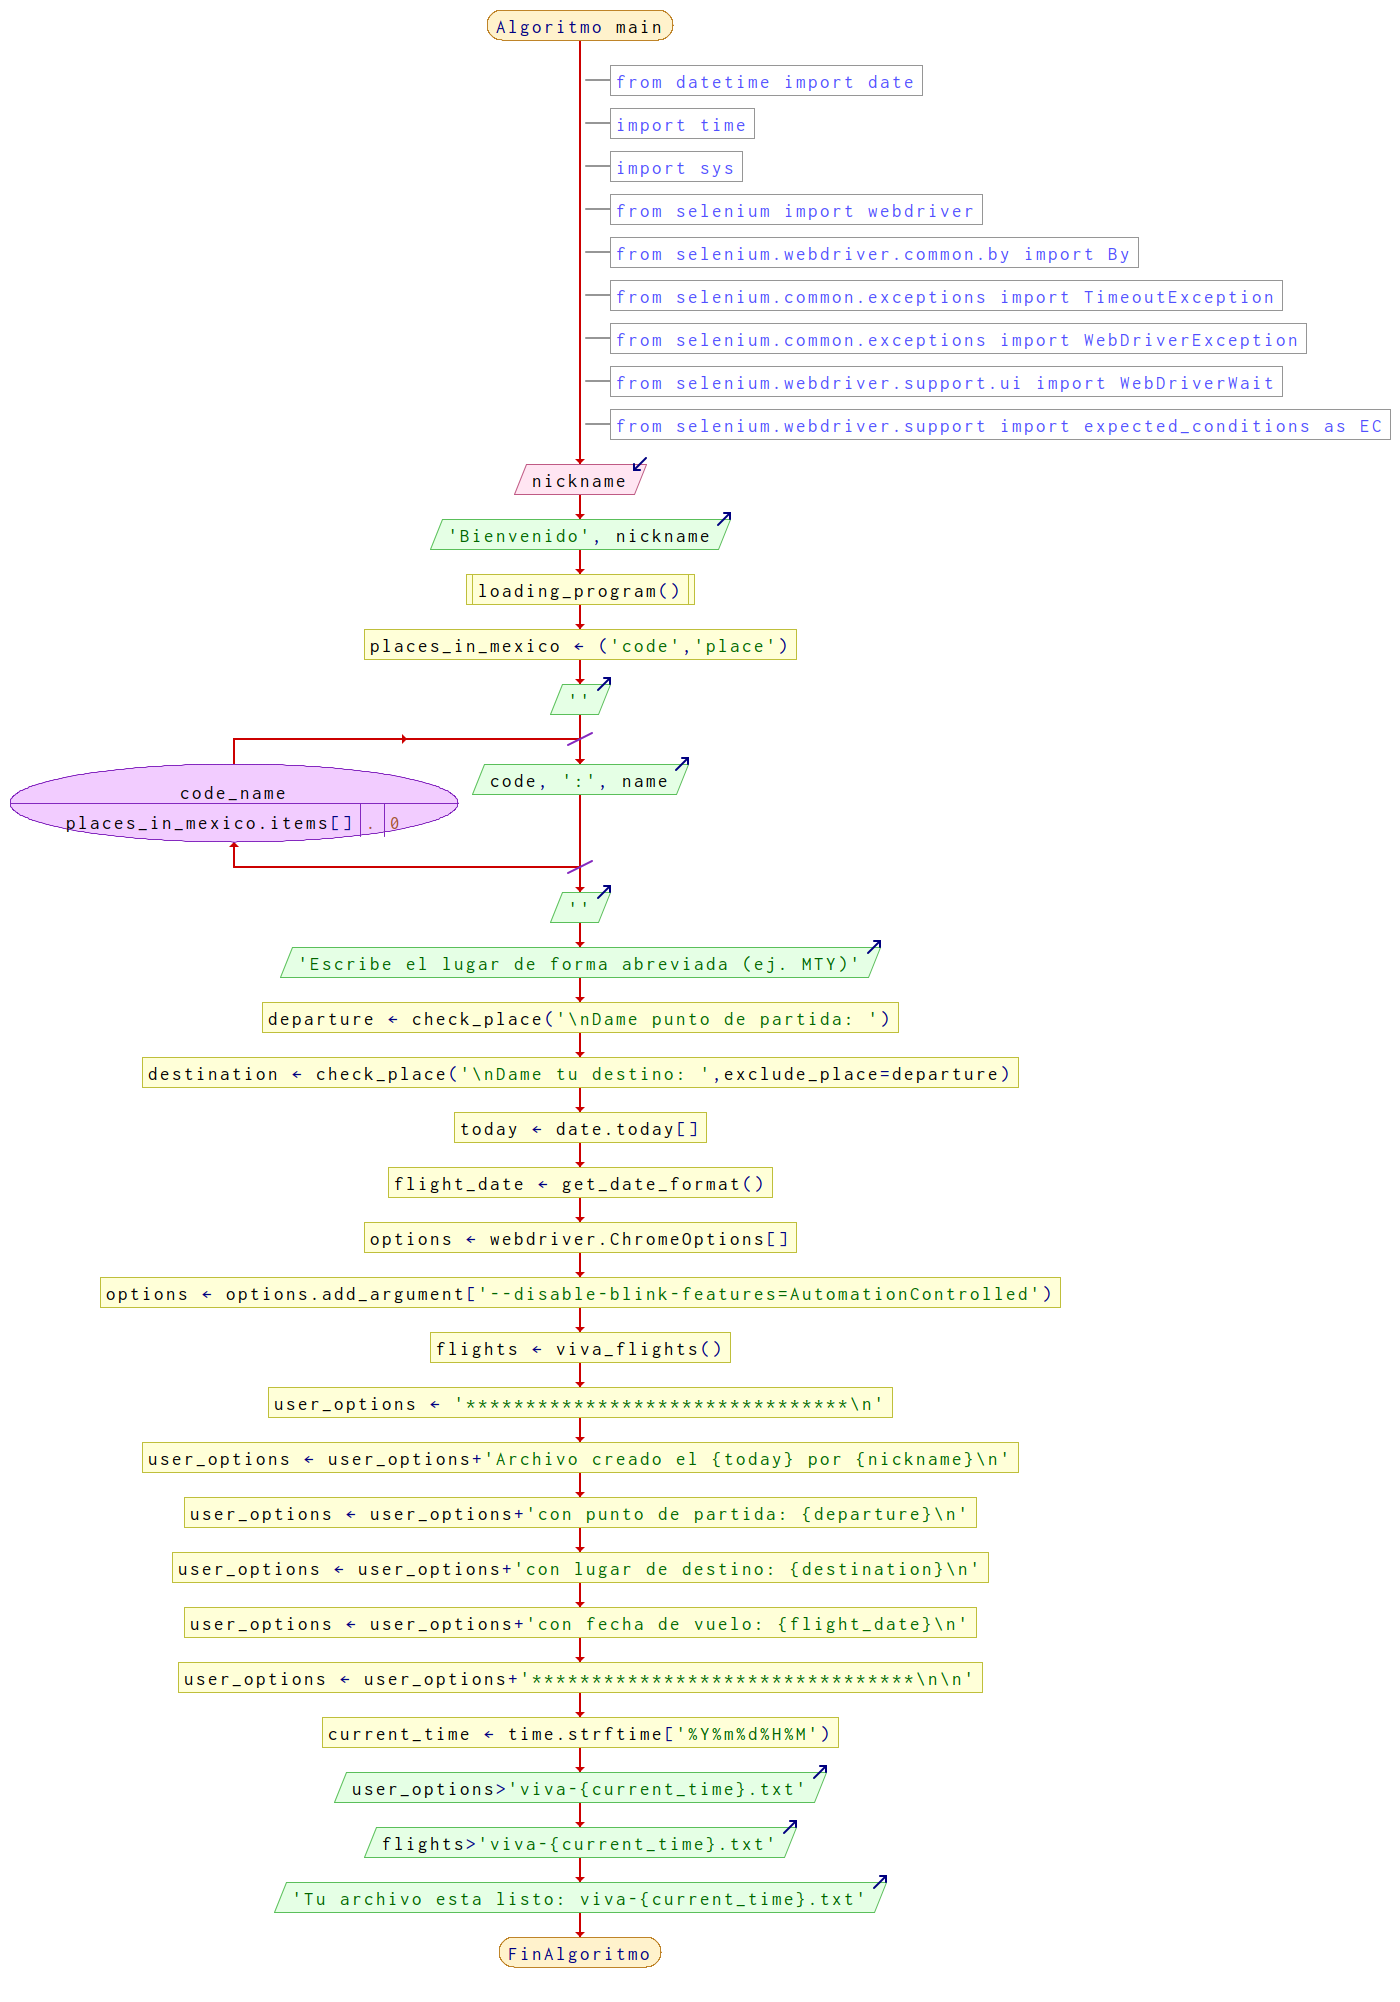 Algoritmo main
from datetime import date
import time
import sys
from selenium import webdriver
from selenium.webdriver.common.by import By
from selenium.common.exceptions import TimeoutException
from selenium.common.exceptions import WebDriverException
from selenium.webdriver.support.ui import WebDriverWait
from selenium.webdriver.support import expected_conditions as EC
nickname
'Bienvenido', nickname
loading_program()
places_in_mexico ← ('code','place')
''
code_name
places_in_mexico.items[] . 0
code, ':', name
''
'Escribe el lugar de forma abreviada (ej. MTY)'
departure ← check_place('\nDame punto de partida: ')
destination ← check_place('\nDame tu destino: ',exclude_place=departure)
today ← date.today[]
flight_date ← get_date_format()
options ← webdriver.ChromeOptions[]
options ← options.add_argument['--disable-blink-features=AutomationControlled')
flights ← viva_flights()
user_options ← '********************************\n'
user_options ← user_options+'Archivo creado el {today} por {nickname}\n'
user_options ← user_options+'con punto de partida: {departure}\n'
user_options ← user_options+'con lugar de destino: {destination}\n'
user_options ← user_options+'con fecha de vuelo: {flight_date}\n'
user_options ← user_options+'********************************\n\n'
current_time ← time.strftime['%Y%m%d%H%M')
user_options>'viva-{current_time}.txt'
flights>'viva-{current_time}.txt'
'Tu archivo esta listo: viva-{current_time}.txt'
FinAlgoritmo